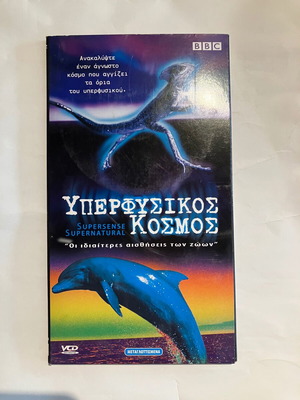 BBC
Ανακαλύψτε
έναν άγνωστο
κόσμο που αγγίζει
τα όρια
του υπερφυσικού.
ΥΠΕΡΦΥΣΙΚΟΣ
SUPERSENSE
SUPERNATURAL
ΚΟΣΜΟΣ
"Οι ιδιαίτερες αισθήσεις των ζώων"
VCD
ΜΕΤΑΓΛΩΤΤΙΣΜΕΝΑ